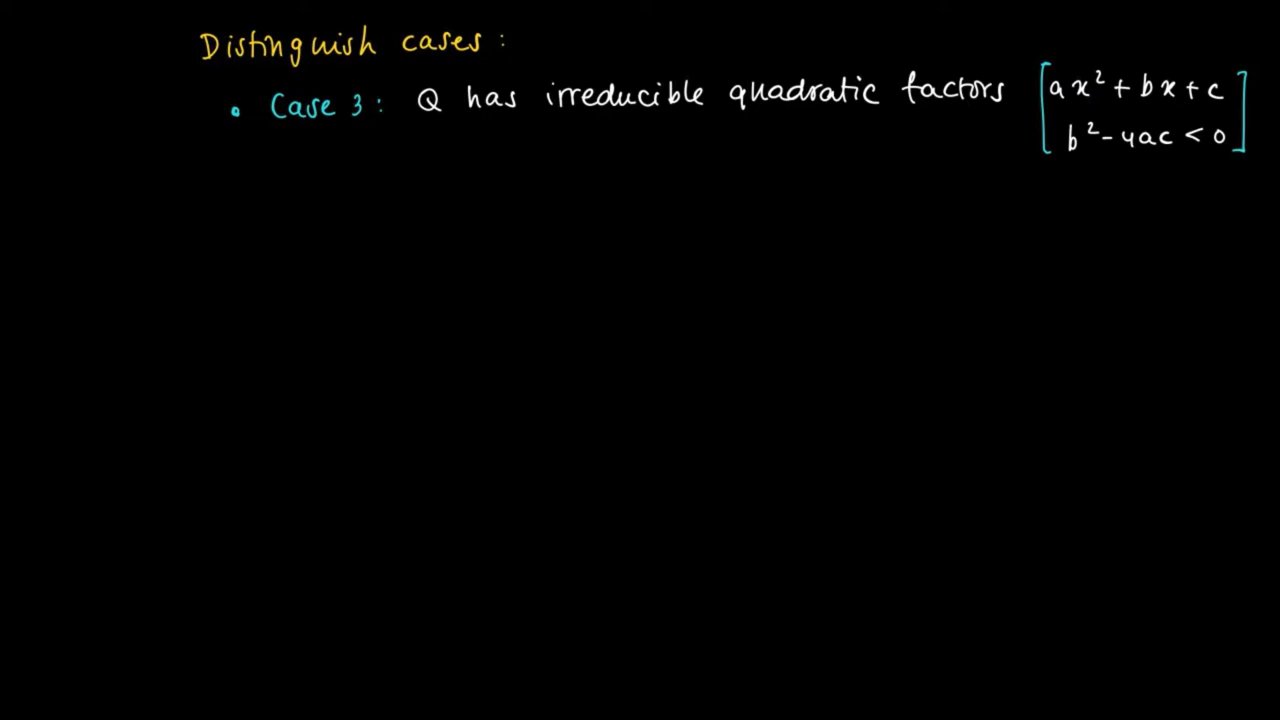 Distinguish cases:
• Case 3: Q has irreducible quadratic factors [ax² + bx + c
b² - 4ac < 0]